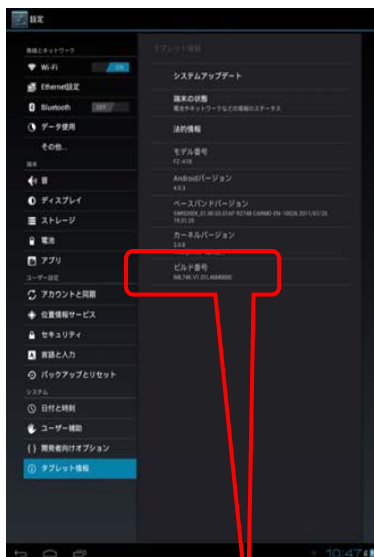 設定
無線とネットワーク
Wi-Fi
ON
Ethernet設定
Bluetooth
OFF
データ使用
その他...
端末
音
ディスプレイ
ストレージ
電池
アプリ
ユーザー設定
アカウントと同期
位置情報サービス
セキュリティ
言語と入力
バックアップとリセット
システム
日付と時刻
ユーザー補助
{ } 開発者向けオプション
タブレット情報
タブレット情報
システムアップデート
端末の状態
電池やネットワークなどの情報のステータス
法的情報
モデル番号
FZ-A1B
Androidバージョン
4.0.3
ベースバンドバージョン
カーネルバージョン
3.0.8
ビルド番号
10:47